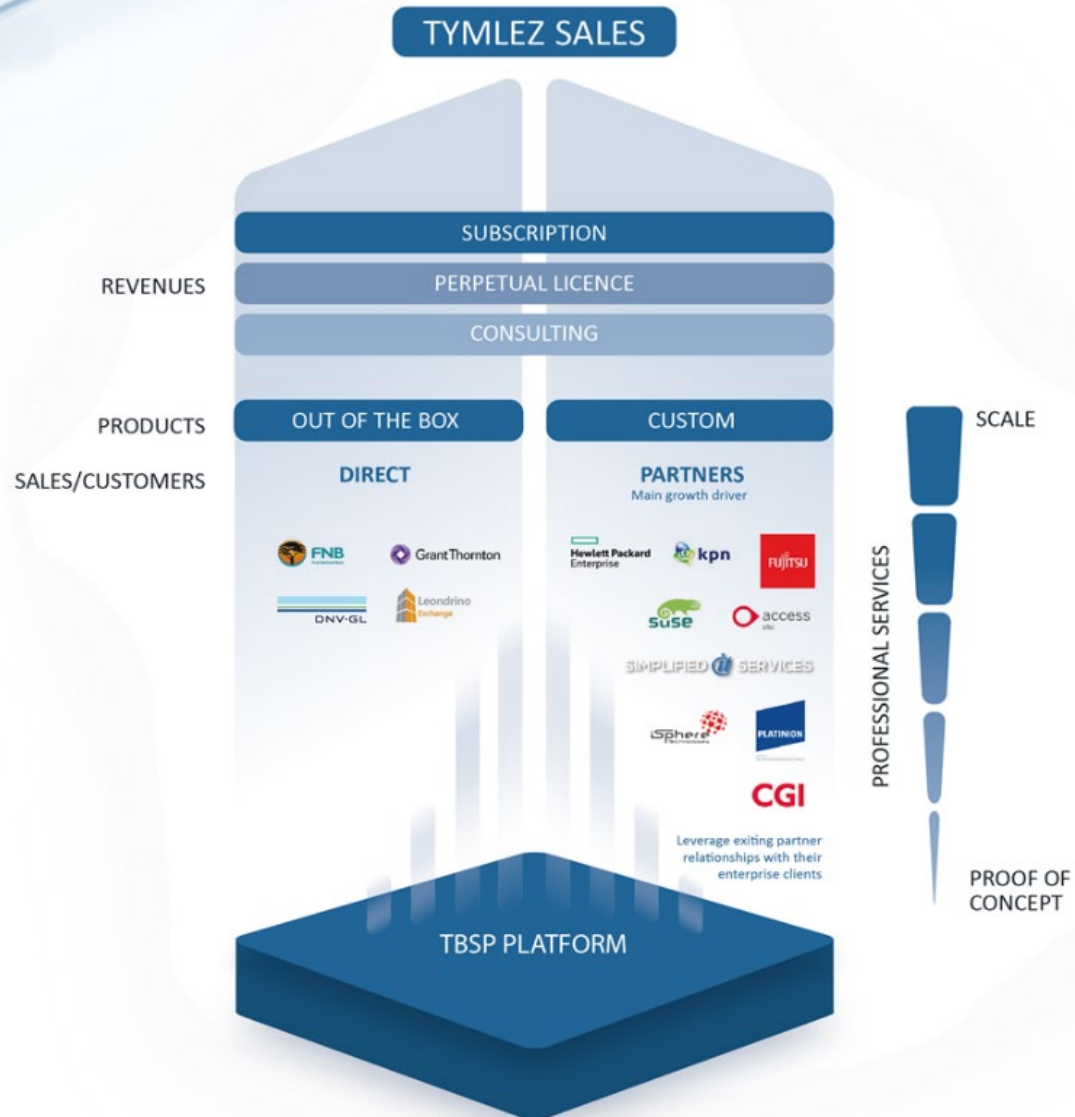 TYMLEZ SALES
SUBSCRIPTION
REVENUES
PERPETUAL LICENCE
CONSULTING
PRODUCTS
OUT OF THE BOX
CUSTOM
SCALE
SALES/CUSTOMERS
DIRECT
PARTNERS
Main growth driver
FNB
Grant Thornton
Hewlett Packard
Enterprise
kpn
FUJITSU
DNV·GL
Leondrino
Exchange
suse
access
SIMPLIFIED SERVICES
iSphere
PLATINION
CGI
PROFESSIONAL SERVICES
Leverage exiting partner
relationships with their
enterprise clients
PROOF OF
CONCEPT
TBSP PLATFORM